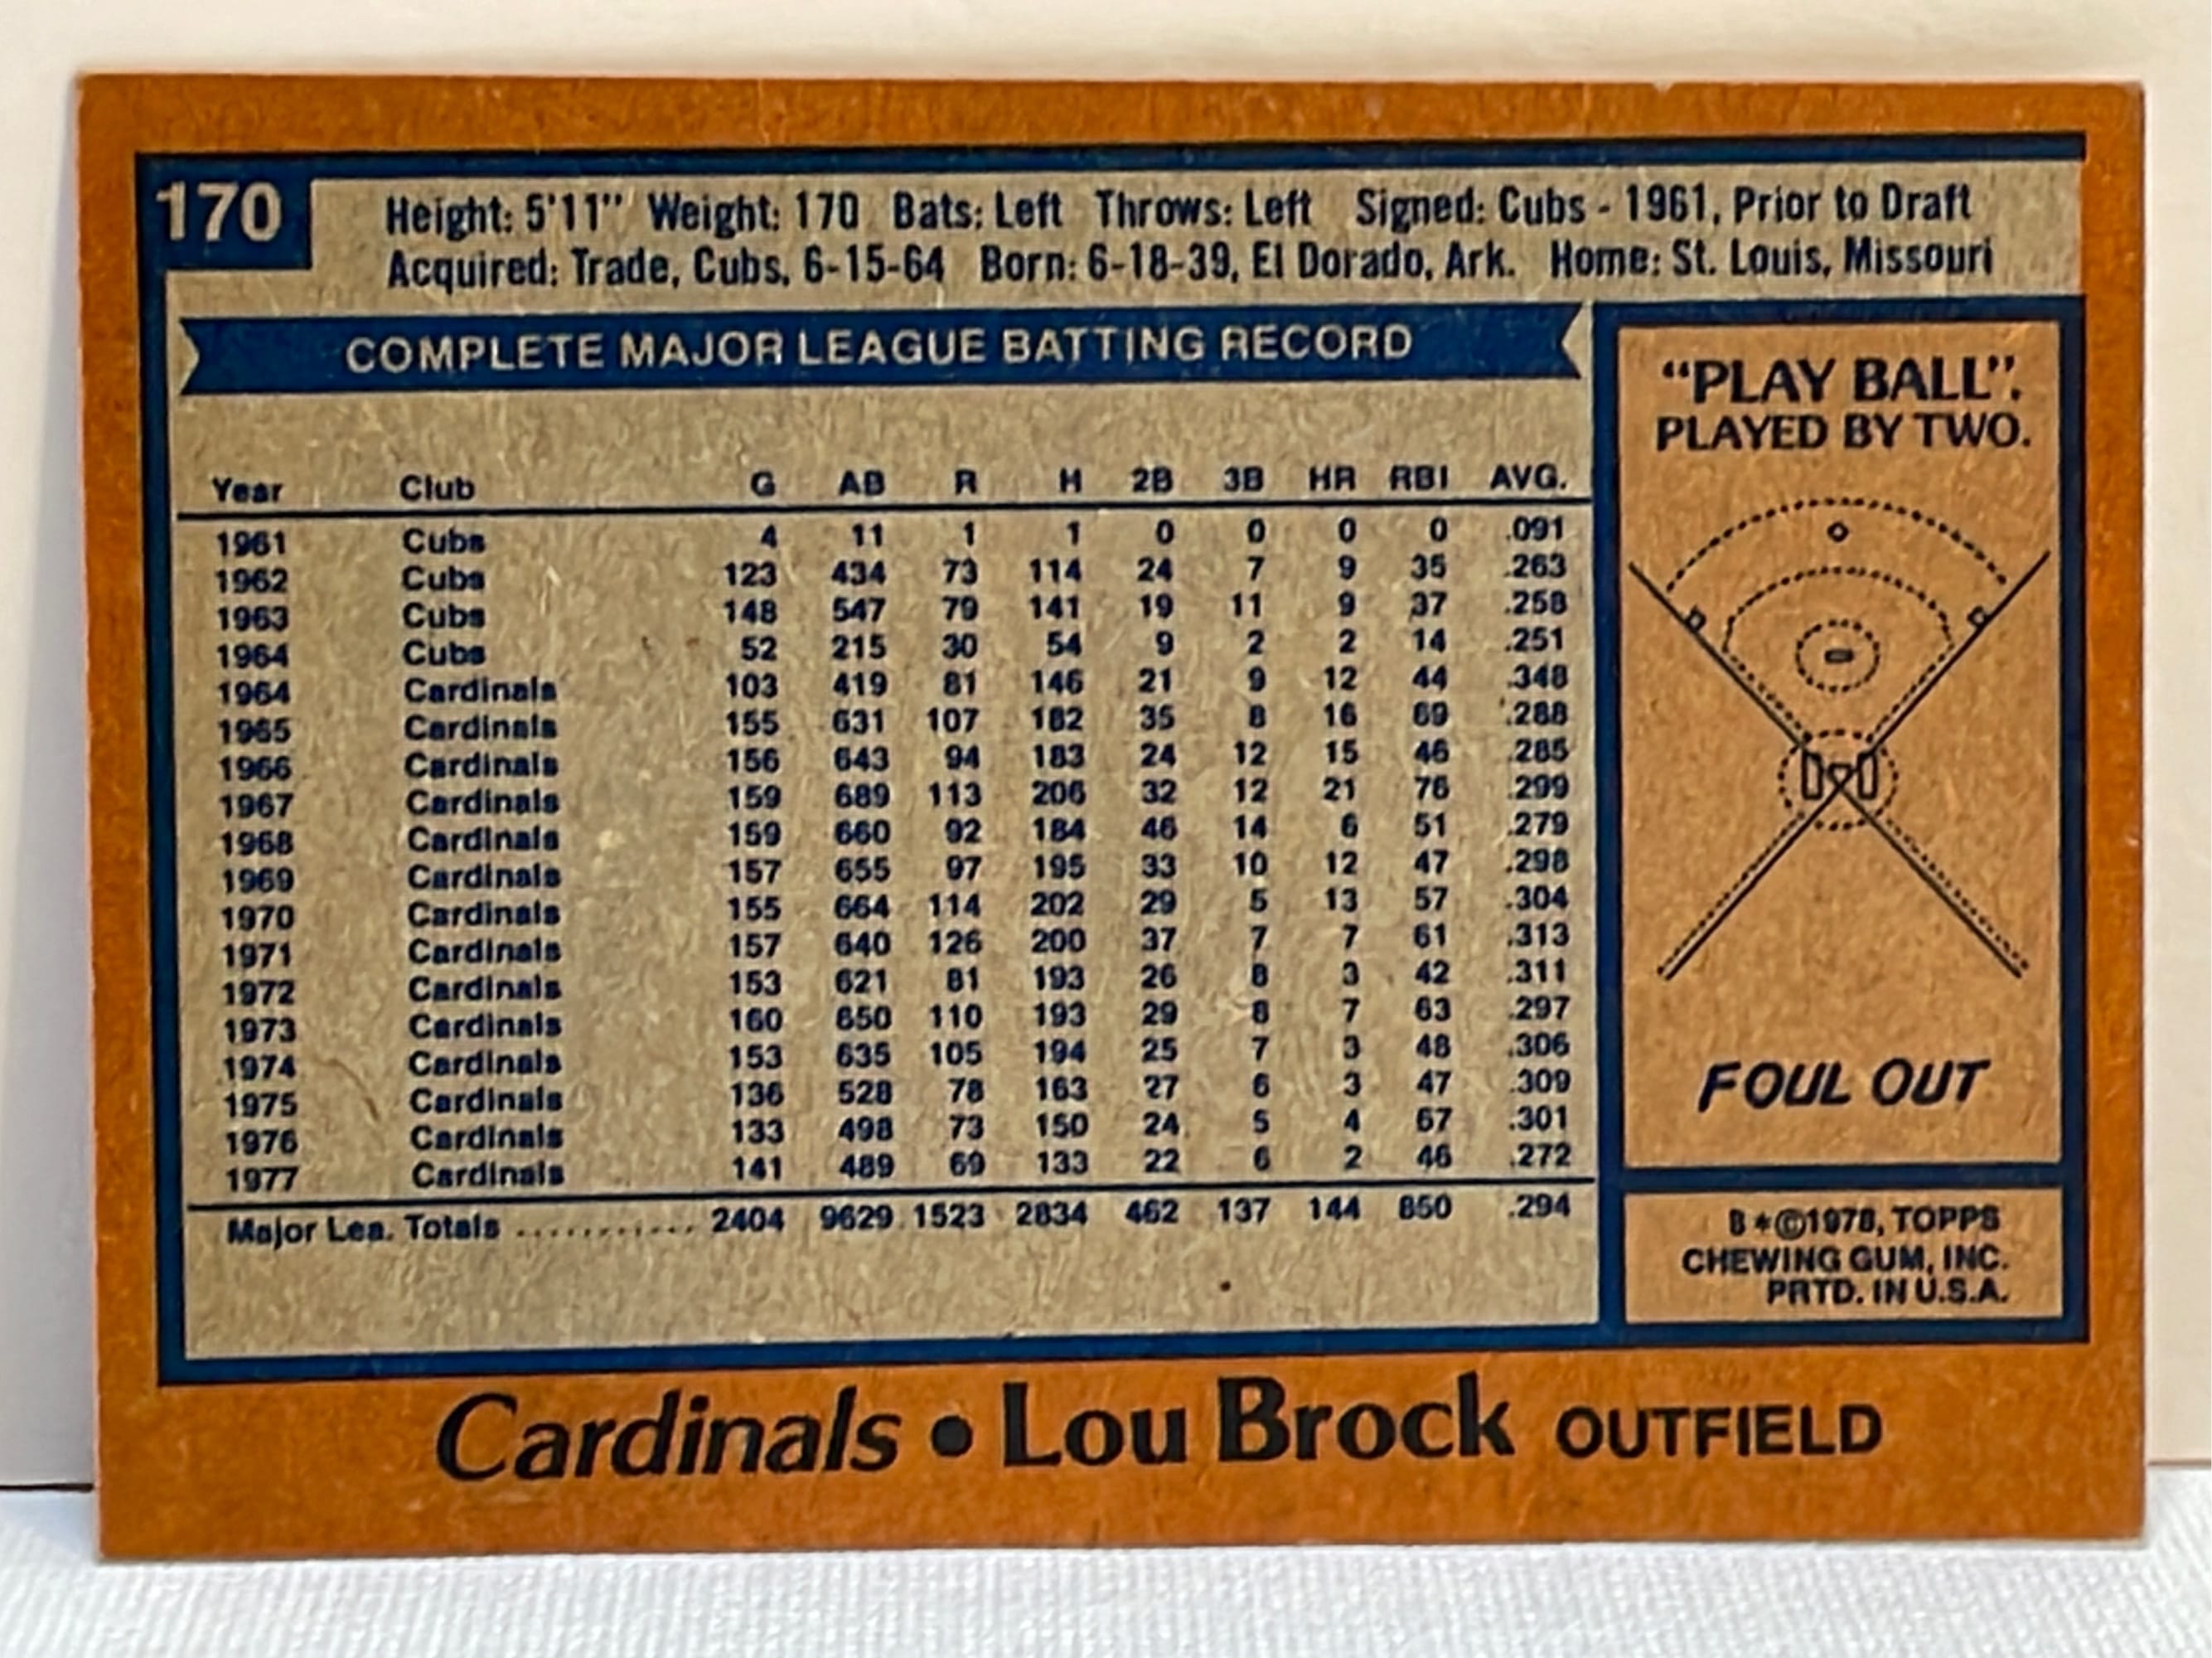 170
Height: 5'11" Weight: 170 Bats: Left Throws: Left Signed: Cubs - 1961, Prior to Draft
Acquired: Trade, Cubs, 6-15-64 Born: 6-18-39, El Dorado, Ark. Home: St. Louis, Missouri
COMPLETE MAJOR LEAGUE BATTING RECORD
Year Club G AB R H 2B 3B HR RBI AVG.
1961 Cubs 4 11 1 1 0 0 0 0 .091
1962 Cubs 123 434 73 114 24 7 9 35 .263
1963 Cubs 148 547 79 141 19 11 9 37 .258
1964 Cubs 52 215 30 54 9 2 2 14 .251
1964 Cardinals 103 419 81 146 21 9 12 44 .348
1965 Cardinals 155 631 107 182 35 8 16 69 .288
1966 Cardinals 156 643 94 183 24 12 15 46 .285
1967 Cardinals 159 689 113 206 32 12 21 76 .299
1968 Cardinals 159 660 92 184 46 14 6 51 .279
1969 Cardinals 157 655 97 195 33 10 12 47 .298
1970 Cardinals 155 664 114 202 29 5 13 57 .304
1971 Cardinals 157 640 126 200 37 7 7 61 .313
1972 Cardinals 153 621 81 193 26 8 3 42 .311
1973 Cardinals 160 650 110 193 29 8 7 63 .297
1974 Cardinals 153 635 105 194 25 7 3 48 .306
1975 Cardinals 136 528 78 163 27 6 3 47 .309
1976 Cardinals 133 498 73 150 24 5 4 67 .301
1977 Cardinals 141 489 69 133 22 6 2 46 .272
Major Lea. Totals ........... 2404 9629 1523 2834 462 137 144 850 .294
"PLAY BALL".
PLAYED BY TWO.
FOUL OUT
B*©1978, TOPPS
CHEWING GUM, INC.
PRTD. IN U.S.A.
Cardinals • Lou Brock OUTFIELD